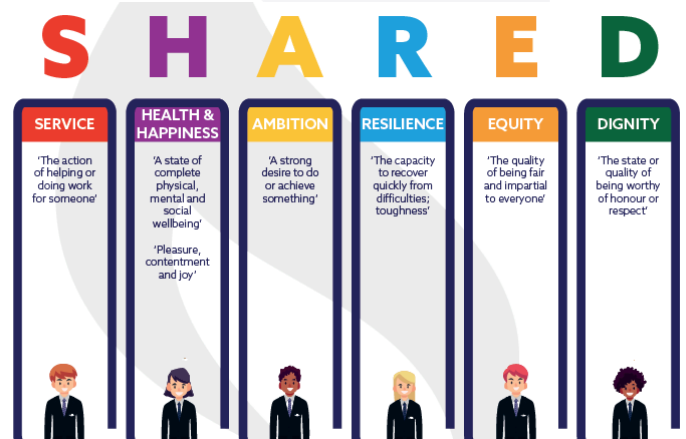 S H A R E D
SERVICE
'The action
of helping or
doing work
for someone'
HEALTH &
HAPPINESS
'A state of
complete
physical,
mental and
social
wellbeing'
'Pleasure,
contentment
and joy'
AMBITION
'A strong
desire to do
or achieve
something'
RESILIENCE
'The capacity
to recover
quickly from
difficulties;
toughness'
EQUITY
'The quality
of being fair
and impartial
to everyone'
DIGNITY
'The state or
quality of
being worthy
of honour or
respect'